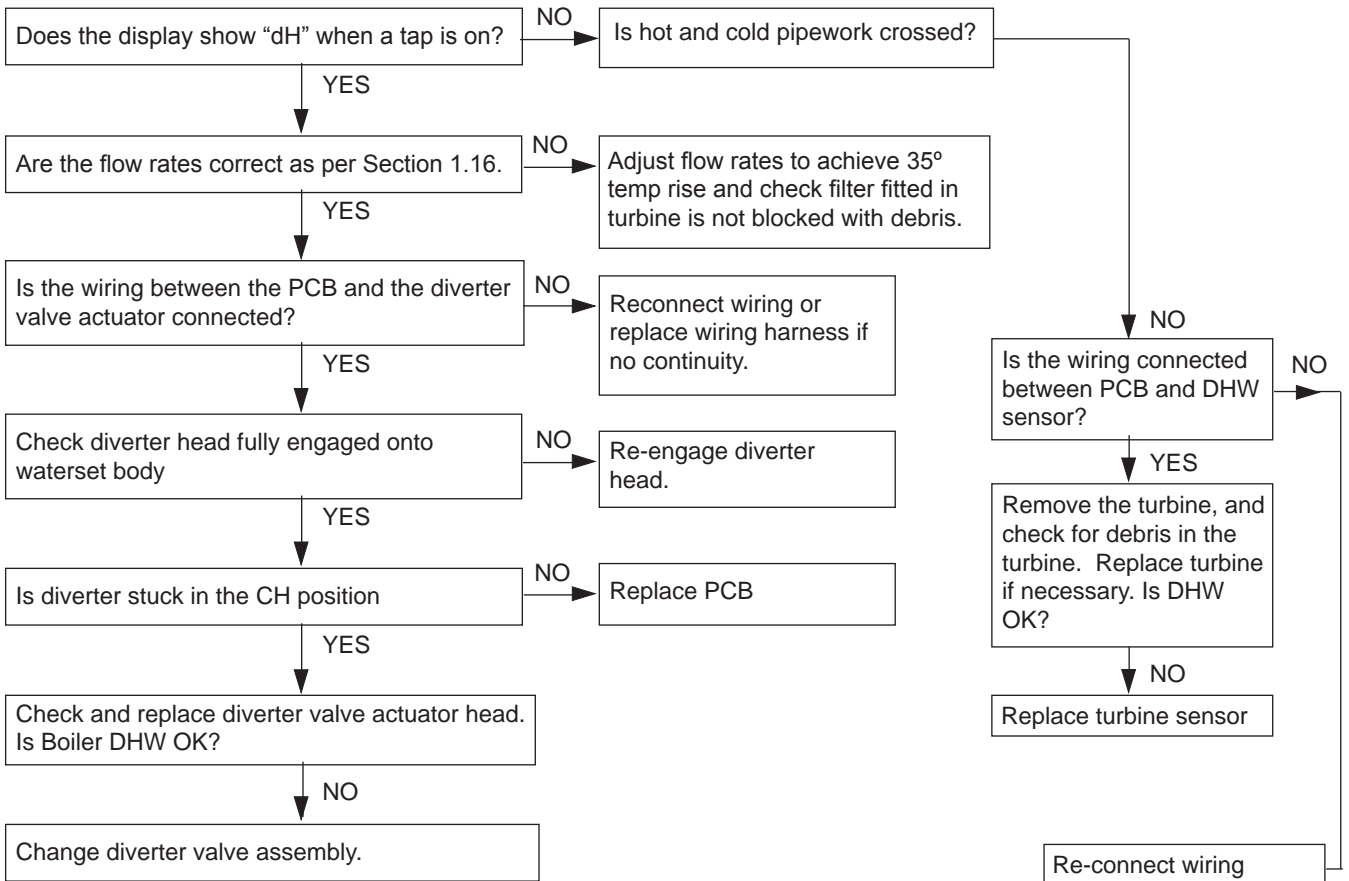 Does the display show “dH” when a tap is on?
NO
Is hot and cold pipework crossed?
YES
Are the flow rates correct as per Section 1.16.
NO
Adjust flow rates to achieve 35º
temp rise and check filter fitted in
turbine is not blocked with debris.
YES
Is the wiring between the PCB and the diverter
valve actuator connected?
NO
Reconnect wiring or
replace wiring harness if
no continuity.
YES
Check diverter head fully engaged onto
waterset body
NO
Re-engage diverter
head.
YES
Is diverter stuck in the CH position
NO
Replace PCB
YES
Check and replace diverter valve actuator head.
Is Boiler DHW OK?
NO
Change diverter valve assembly.
NO
Is the wiring connected
between PCB and DHW
sensor?
NO
YES
Remove the turbine, and
check for debris in the
turbine.  Replace turbine
if necessary. Is DHW
OK?
NO
Replace turbine sensor
Re-connect wiring